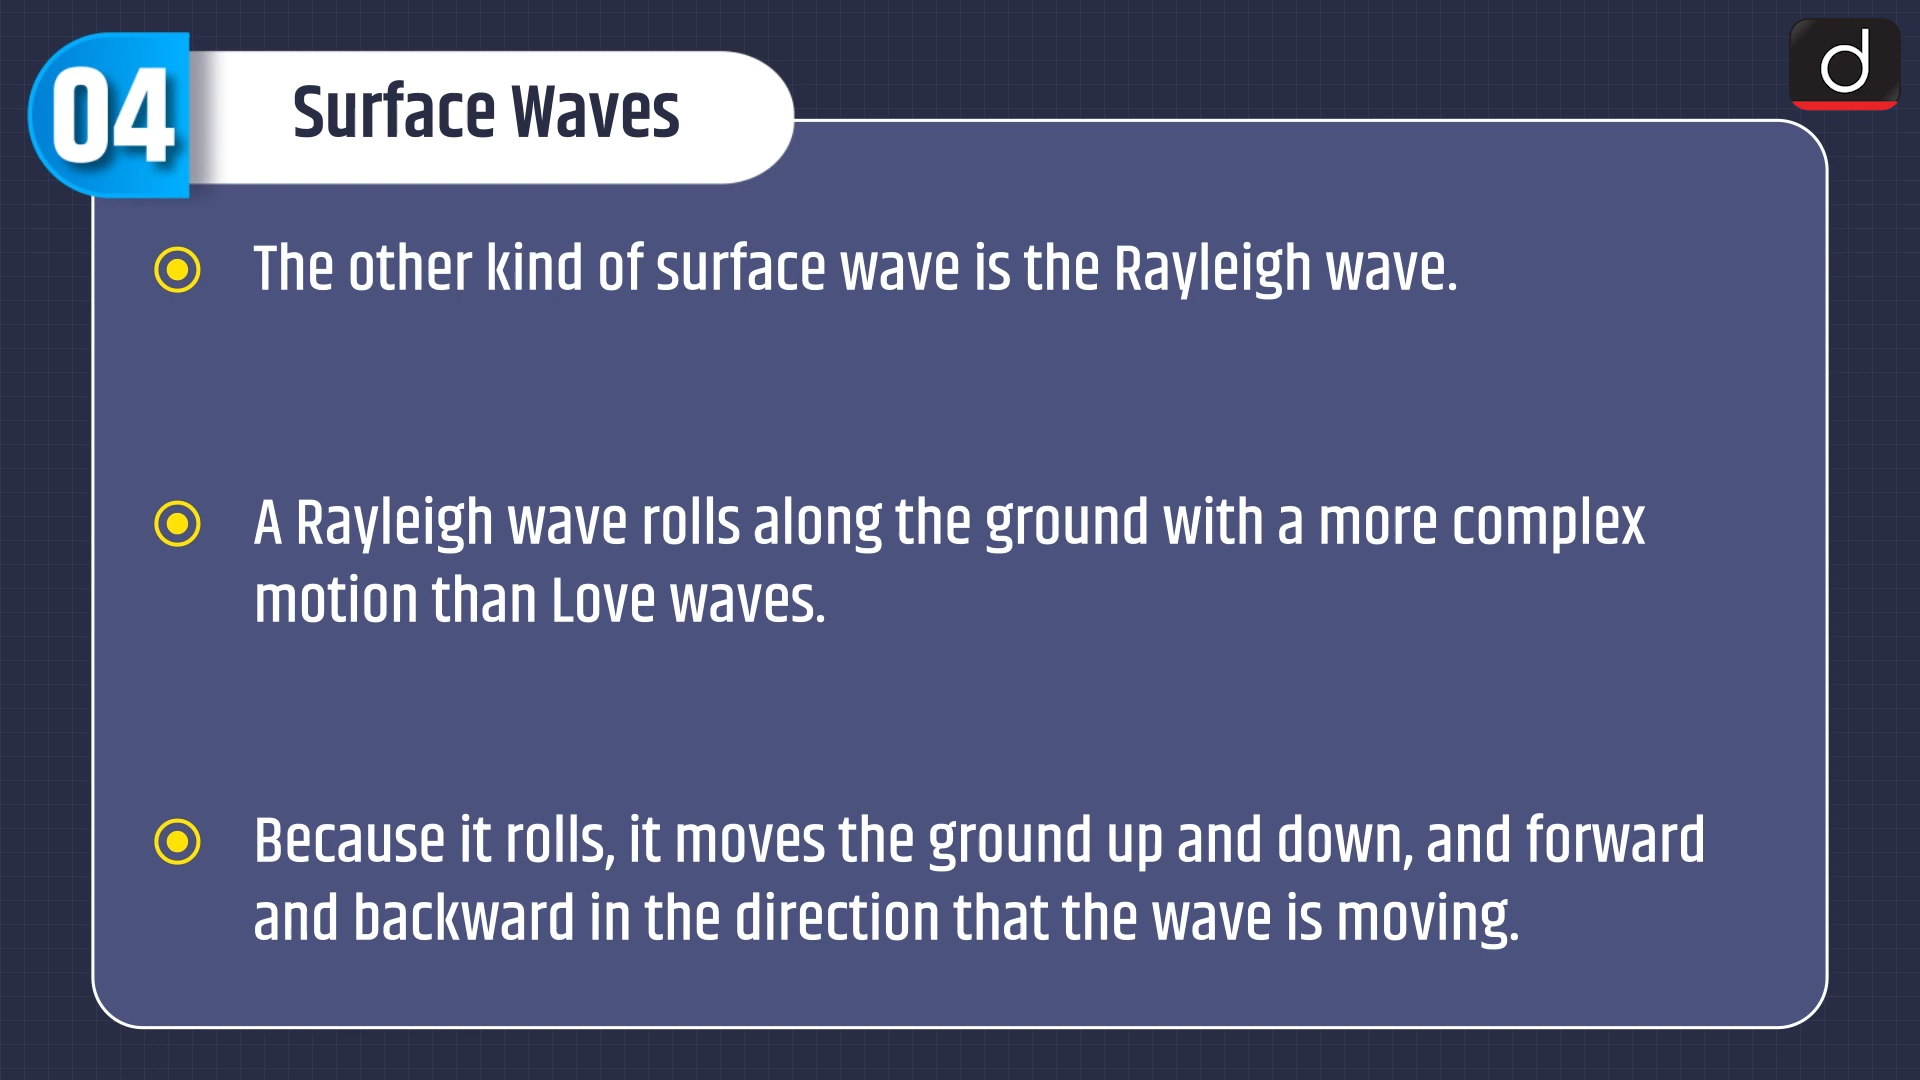 04
Surface Waves
d
The other kind of surface wave is the Rayleigh wave.
A Rayleigh wave rolls along the ground with a more complex
motion than Love waves.
Because it rolls, it moves the ground up and down, and forward
and backward in the direction that the wave is moving.